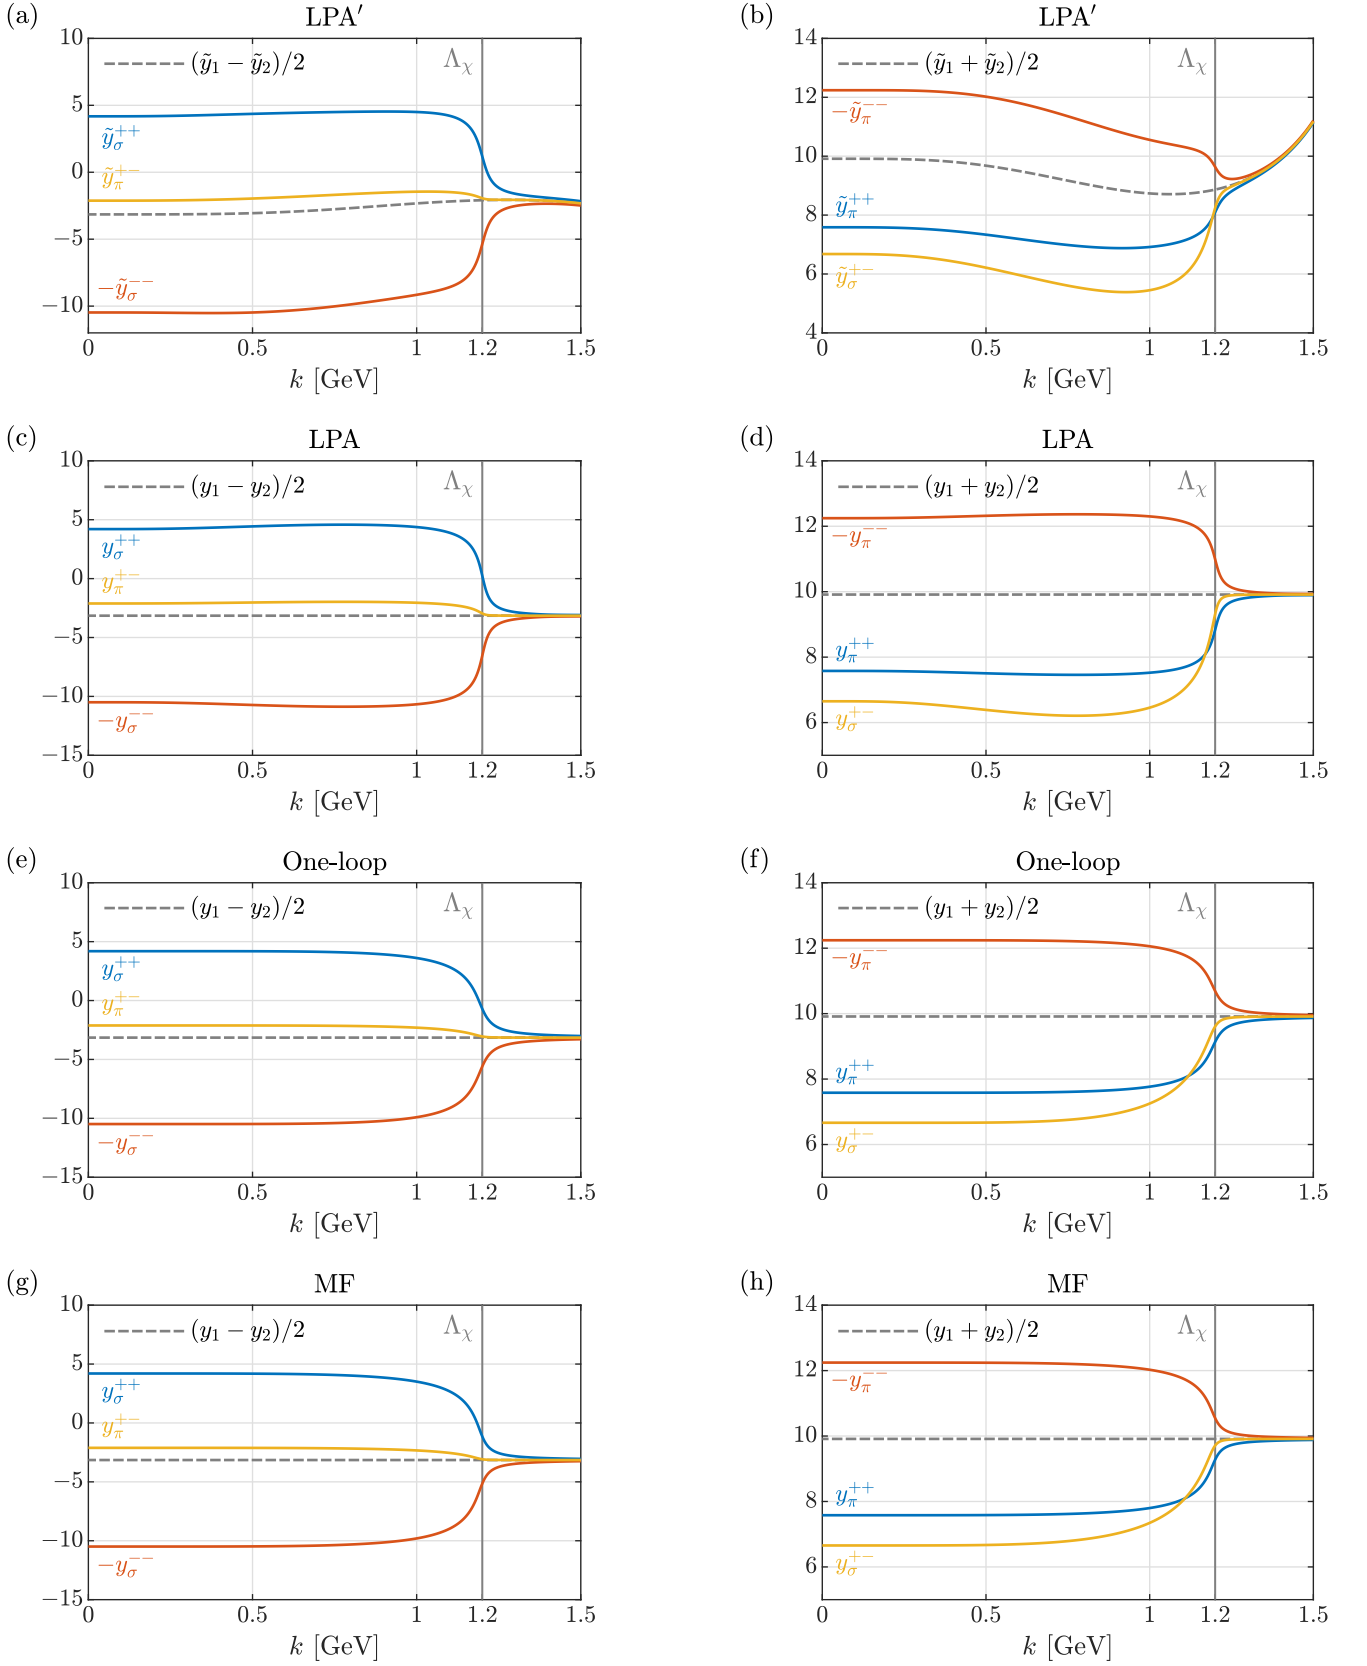 (a) LPA′
10
5
0
−5
−10
(ỹ₁ − ỹ₂)/2
Λχ
ỹσ⁺⁺
ỹπ⁺⁻
−ỹσ⁻⁻
0 0.5 1 1.2 1.5
k [GeV]
(b) LPA′
14
12
10
8
6
4
(ỹ₁ + ỹ₂)/2
Λχ
−ỹπ⁻⁻
ỹπ⁺⁺
ỹσ⁺⁻
0 0.5 1 1.2 1.5
k [GeV]
(c) LPA
10
5
0
−5
−10
−15
(y₁ − y₂)/2
Λχ
yσ⁺⁺
yπ⁺⁻
−yσ⁻⁻
0 0.5 1 1.2 1.5
k [GeV]
(d) LPA
14
12
10
8
6
(y₁ + y₂)/2
Λχ
−yπ⁻⁻
yπ⁺⁺
yσ⁺⁻
0 0.5 1 1.2 1.5
k [GeV]
(e) One-loop
10
5
0
−5
−10
−15
(y₁ − y₂)/2
Λχ
yσ⁺⁺
yπ⁺⁻
−yσ⁻⁻
0 0.5 1 1.2 1.5
k [GeV]
(f) One-loop
14
12
10
8
6
(y₁ + y₂)/2
Λχ
−yπ⁻⁻
yπ⁺⁺
yσ⁺⁻
0 0.5 1 1.2 1.5
k [GeV]
(g) MF
10
5
0
−5
−10
−15
(y₁ − y₂)/2
Λχ
yσ⁺⁺
yπ⁺⁻
−yσ⁻⁻
0 0.5 1 1.2 1.5
k [GeV]
(h) MF
14
12
10
8
6
(y₁ + y₂)/2
Λχ
−yπ⁻⁻
yπ⁺⁺
yσ⁺⁻
0 0.5 1 1.2 1.5
k [GeV]